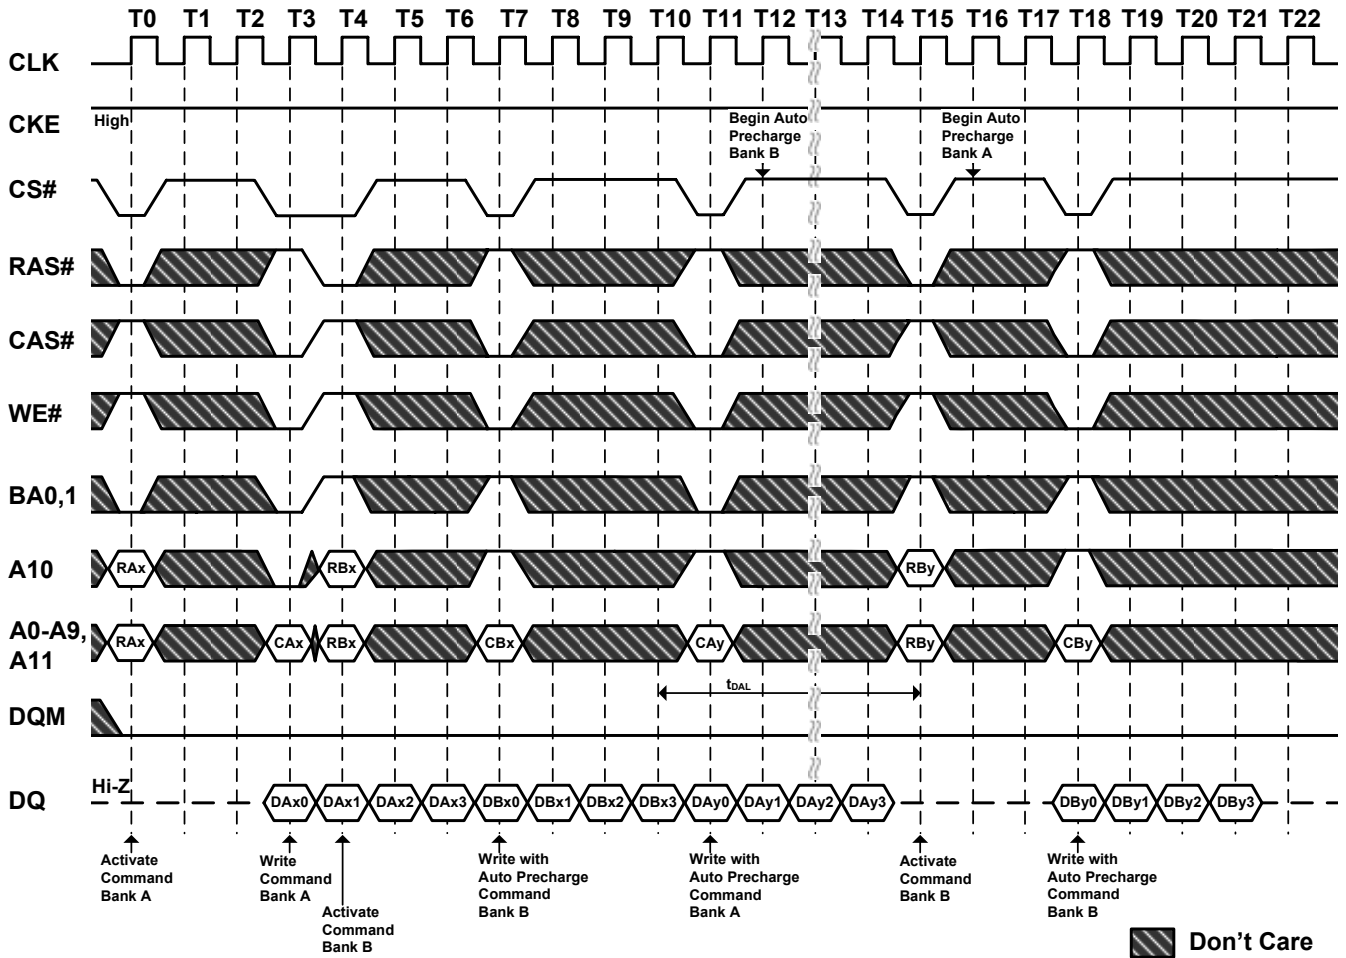 T0 T1 T2 T3 T4 T5 T6 T7 T8 T9 T10 T11 T12 T13 T14 T15 T16 T17 T18 T19 T20 T21 T22
CLK
CKE
High
Begin Auto
Precharge
Bank B
Begin Auto
Precharge
Bank A
CS#
RAS#
CAS#
WE#
BA0,1
A10
RAx RBx RBy
A0-A9,
A11
RAx CAx RBx CBx CAy RBy CBy
tDAL
DQM
DQ
Hi-Z
DAx0 DAx1 DAx2 DAx3 DBx0 DBx1 DBx2 DBx3 DAy0 DAy1 DAy2 DAy3 DBy0 DBy1 DBy2 DBy3
Activate
Command
Bank A
Write
Command
Bank A
Activate
Command
Bank B
Write with
Auto Precharge
Command
Bank B
Write with
Auto Precharge
Command
Bank A
Activate
Command
Bank B
Write with
Auto Precharge
Command
Bank B
Don't Care